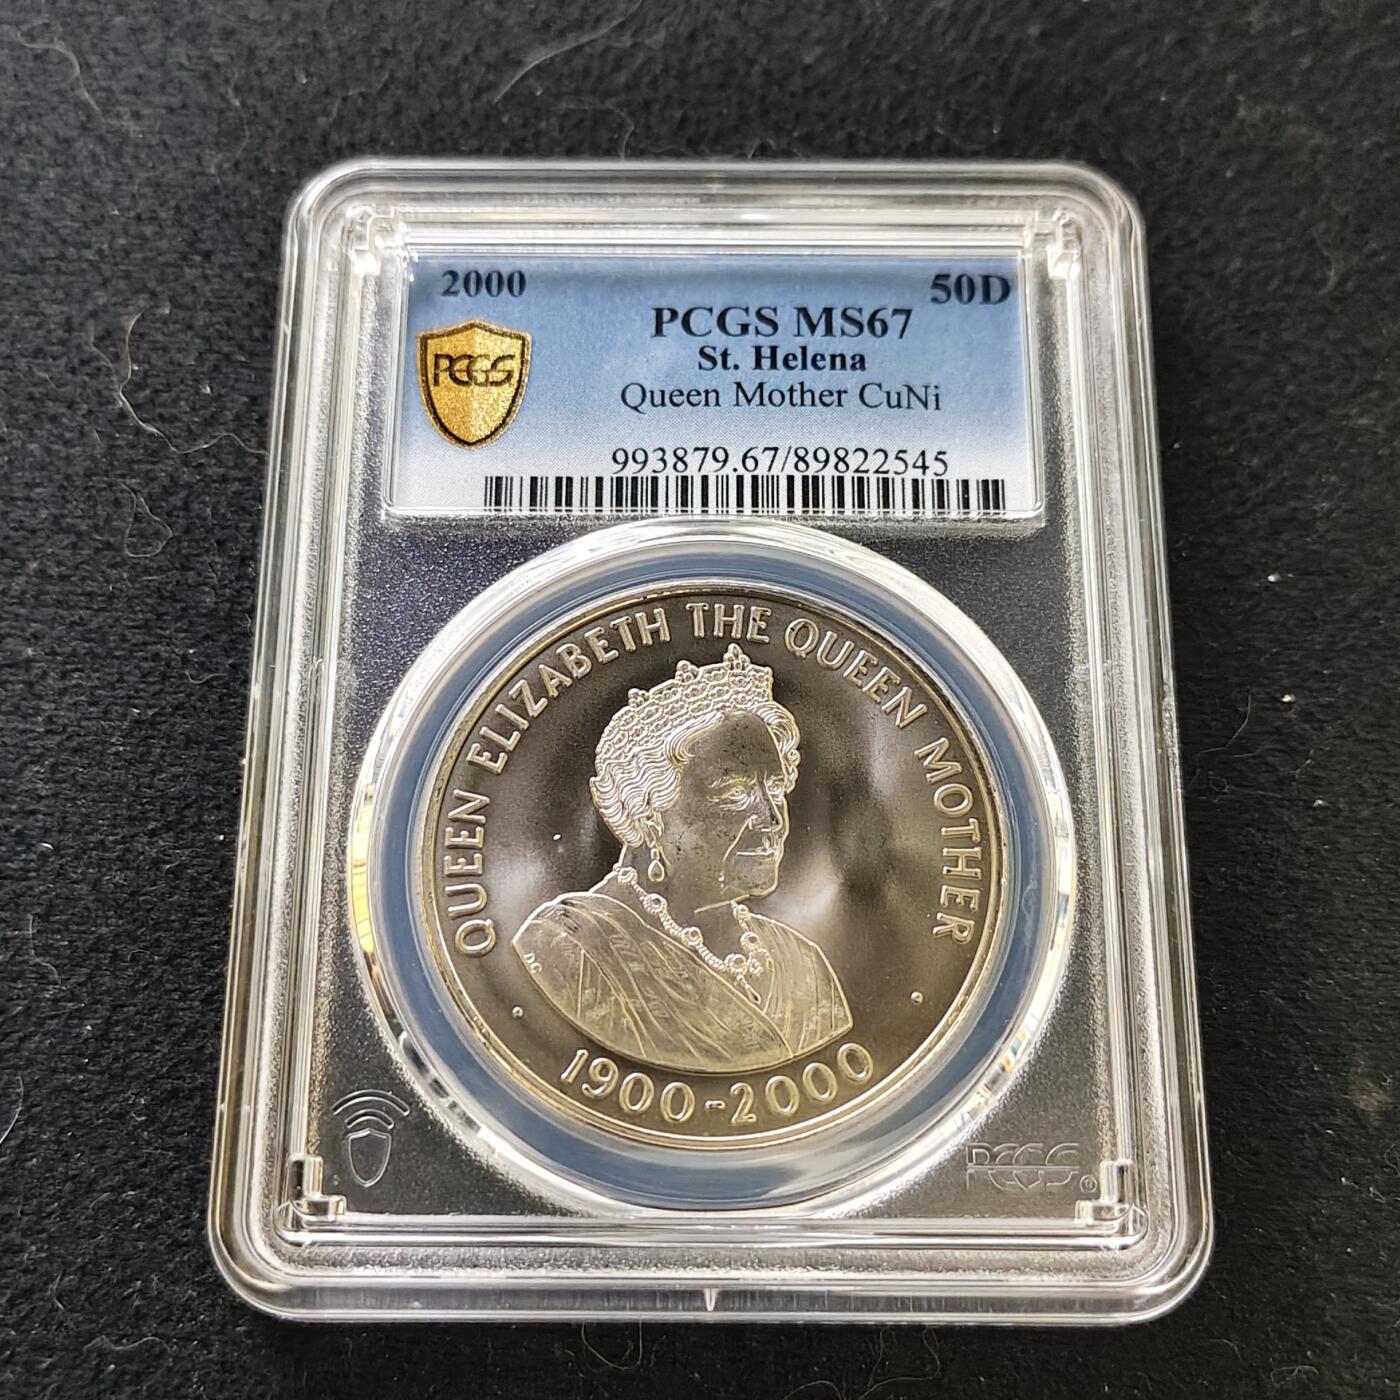 2000
50D
PCGS MS67
St. Helena
Queen Mother CuNi
PCGS
993879.67/89822545
QUEEN ELIZABETH THE QUEEN MOTHER
DC
1900-2000
PCGS®